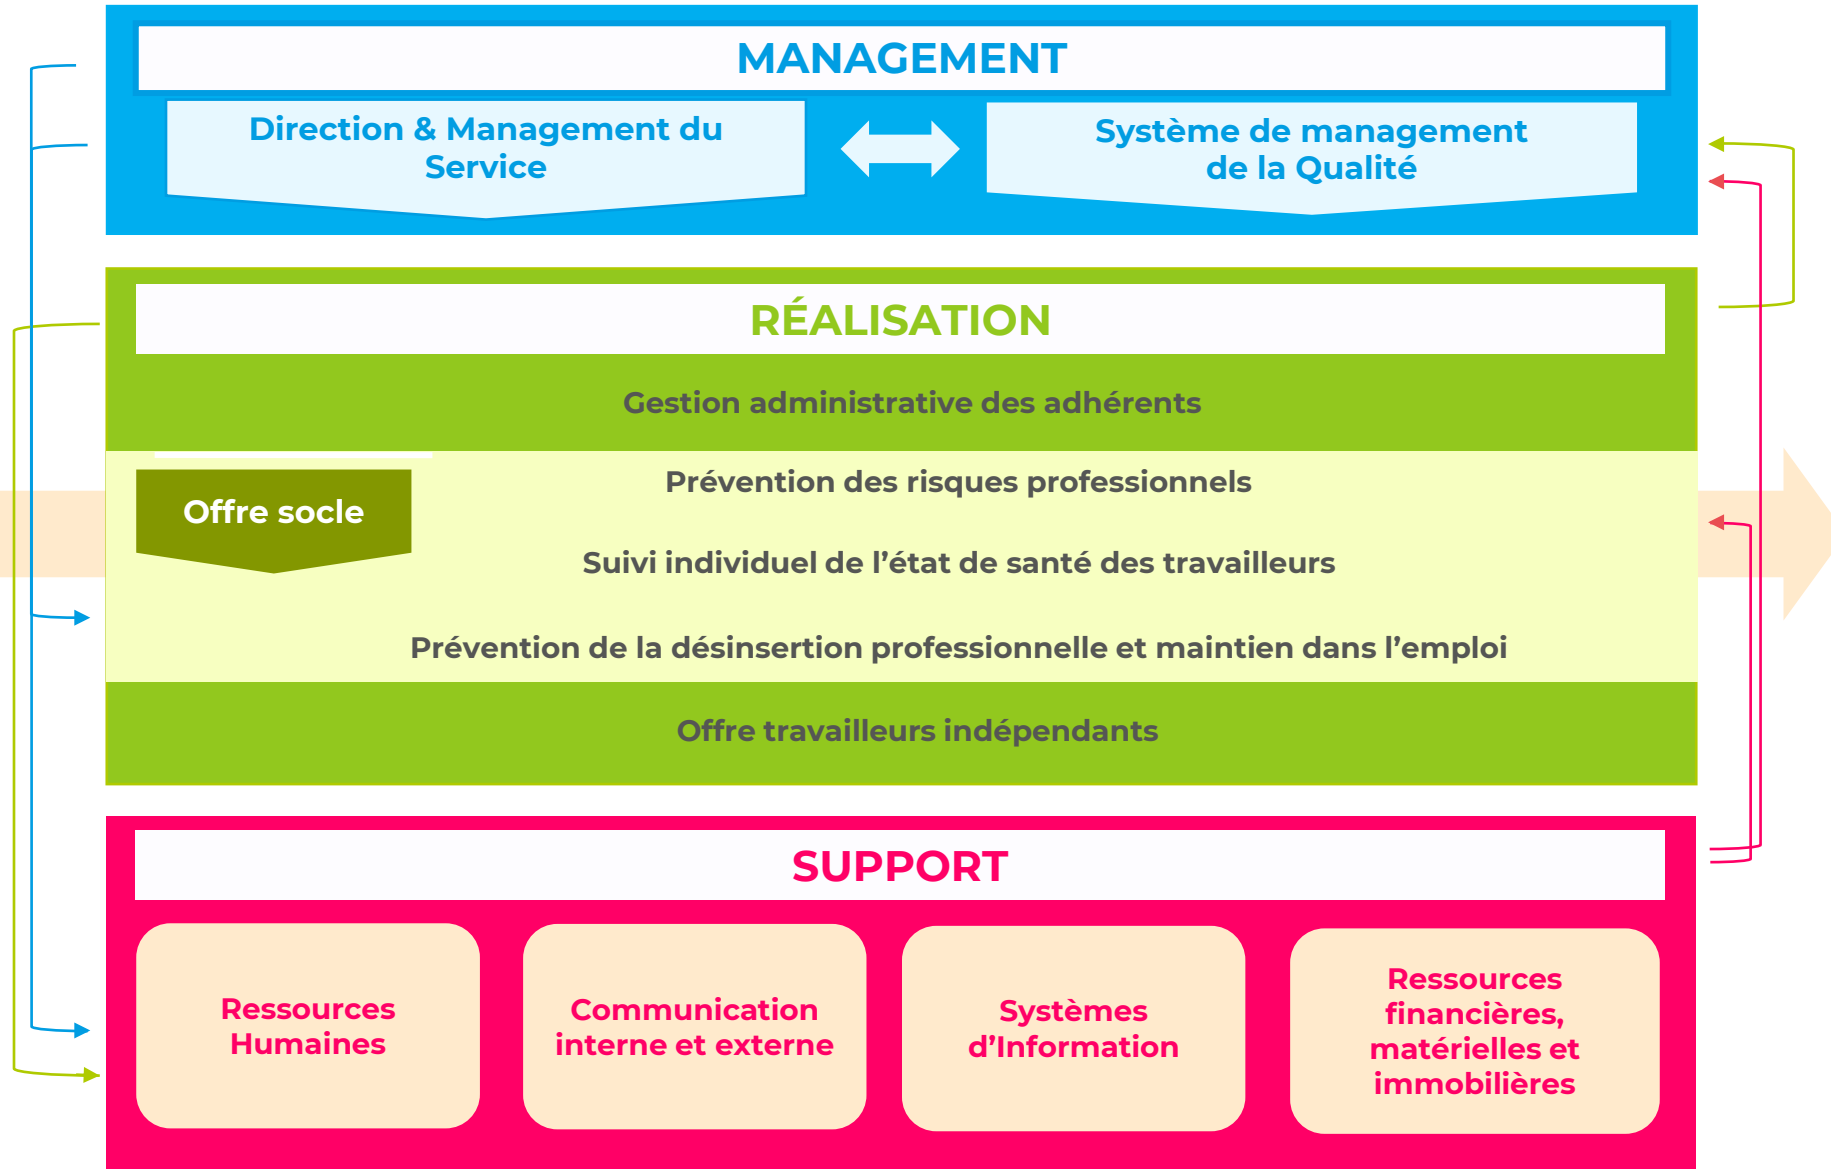 MANAGEMENT
Direction & Management du
Service
Système de management
de la Qualité
RÉALISATION
Gestion administrative des adhérents
Offre socle
Prévention des risques professionnels
Suivi individuel de l’état de santé des travailleurs
Prévention de la désinsertion professionnelle et maintien dans l’emploi
Offre travailleurs indépendants
SUPPORT
Ressources
Humaines
Communication
interne et externe
Systèmes
d’Information
Ressources
financières,
matérielles et
immobilières